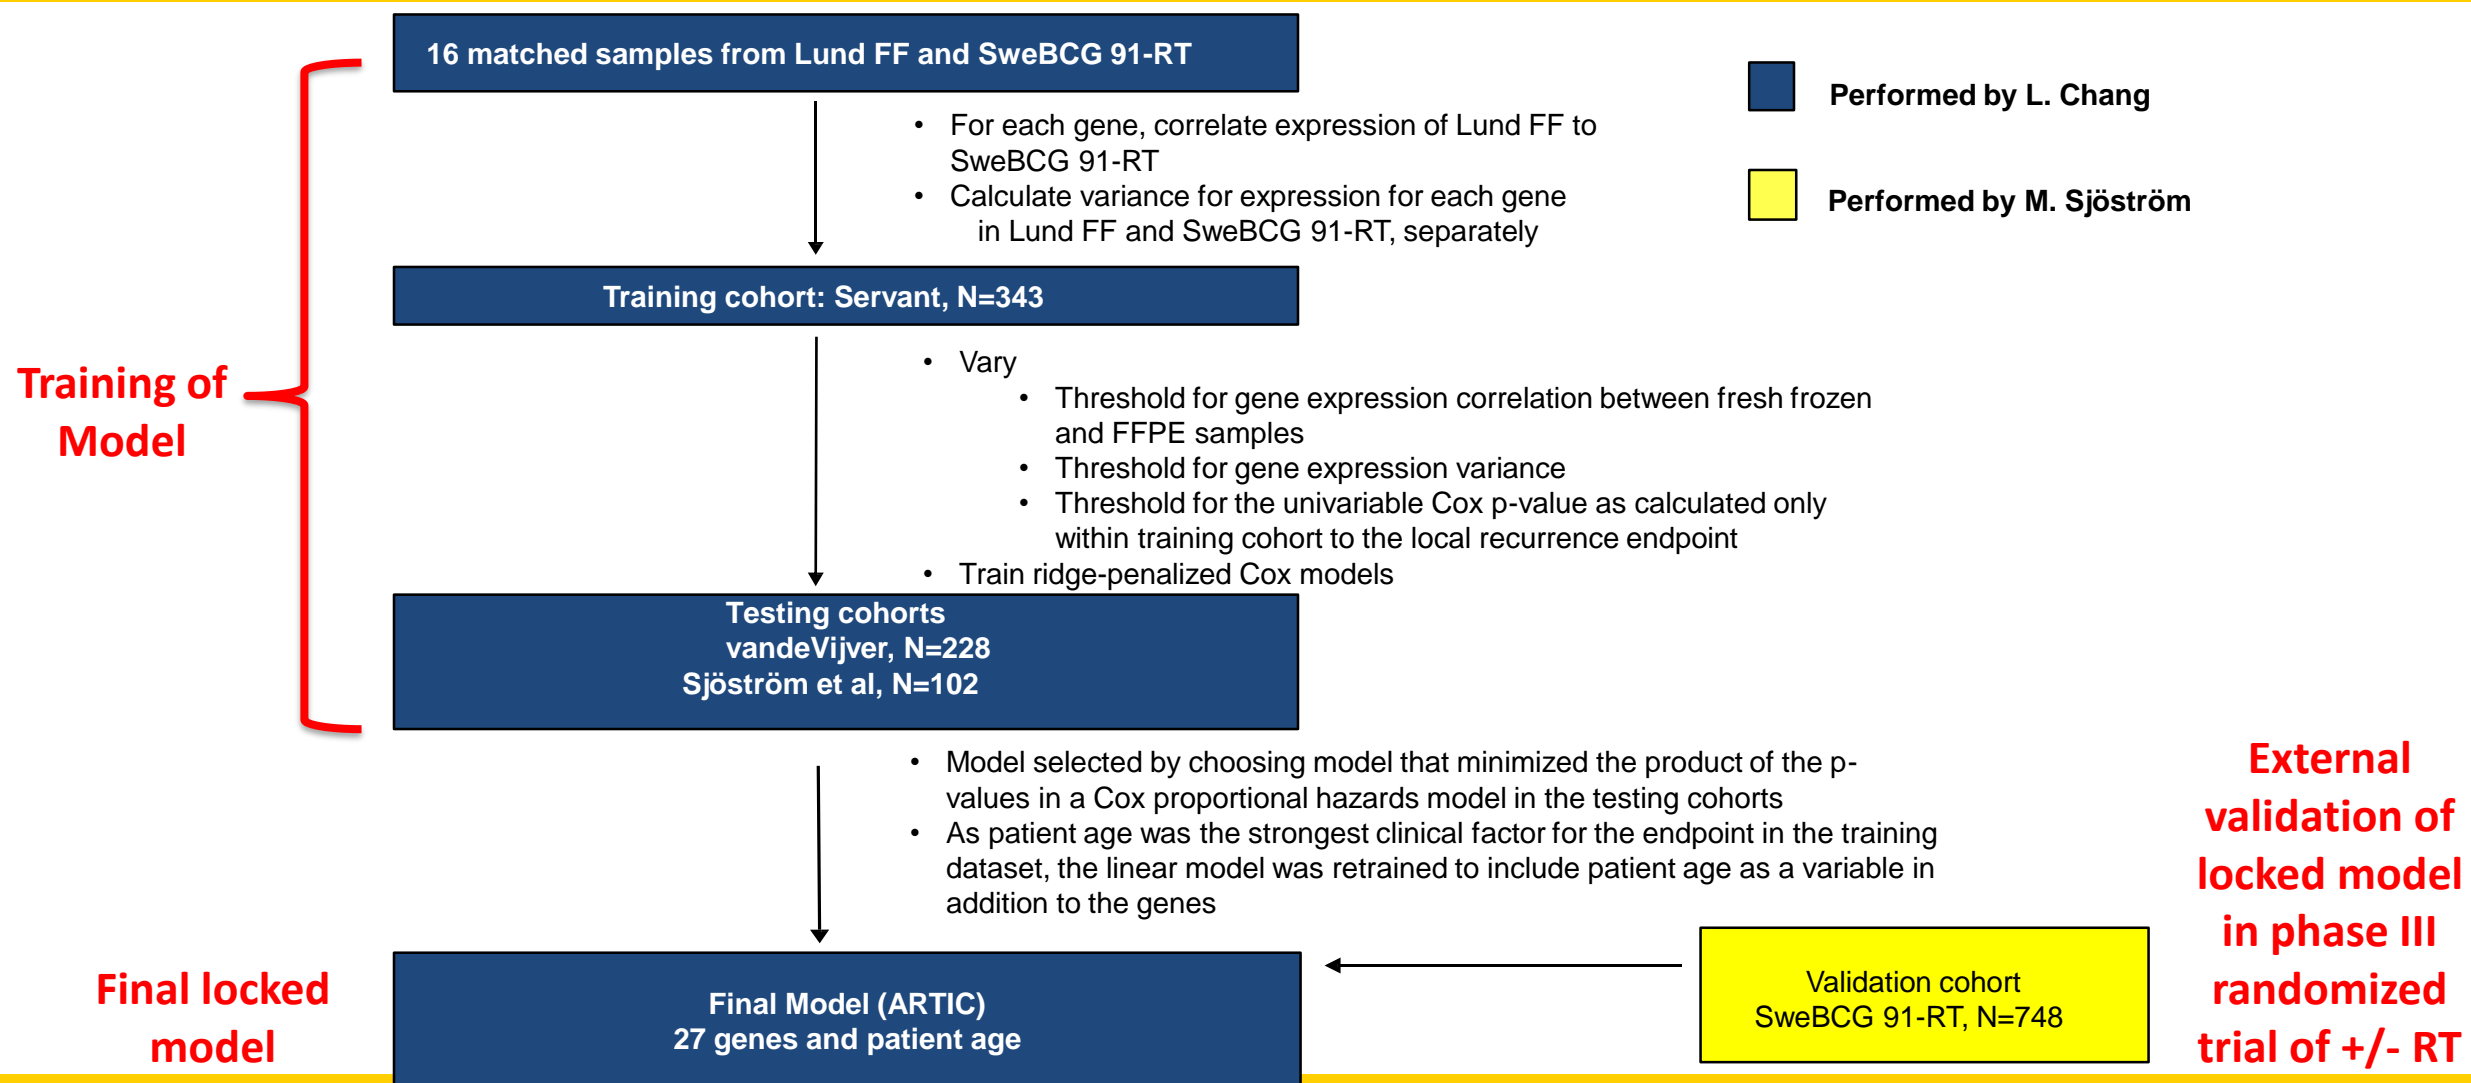 16 matched samples from Lund FF and SweBCG 91-RT
• For each gene, correlate expression of Lund FF to
SweBCG 91-RT
• Calculate variance for expression for each gene
in Lund FF and SweBCG 91-RT, separately
Performed by L. Chang
Performed by M. Sjöström
Training cohort: Servant, N=343
Training of
Model
• Vary
• Threshold for gene expression correlation between fresh frozen
and FFPE samples
• Threshold for gene expression variance
• Threshold for the univariable Cox p-value as calculated only
within training cohort to the local recurrence endpoint
• Train ridge-penalized Cox models
Testing cohorts
vandeVijver, N=228
Sjöström et al, N=102
• Model selected by choosing model that minimized the product of the p-
values in a Cox proportional hazards model in the testing cohorts
• As patient age was the strongest clinical factor for the endpoint in the training
dataset, the linear model was retrained to include patient age as a variable in
addition to the genes
Final locked
model
Final Model (ARTIC)
27 genes and patient age
Validation cohort
SweBCG 91-RT, N=748
External
validation of
locked model
in phase III
randomized
trial of +/- RT